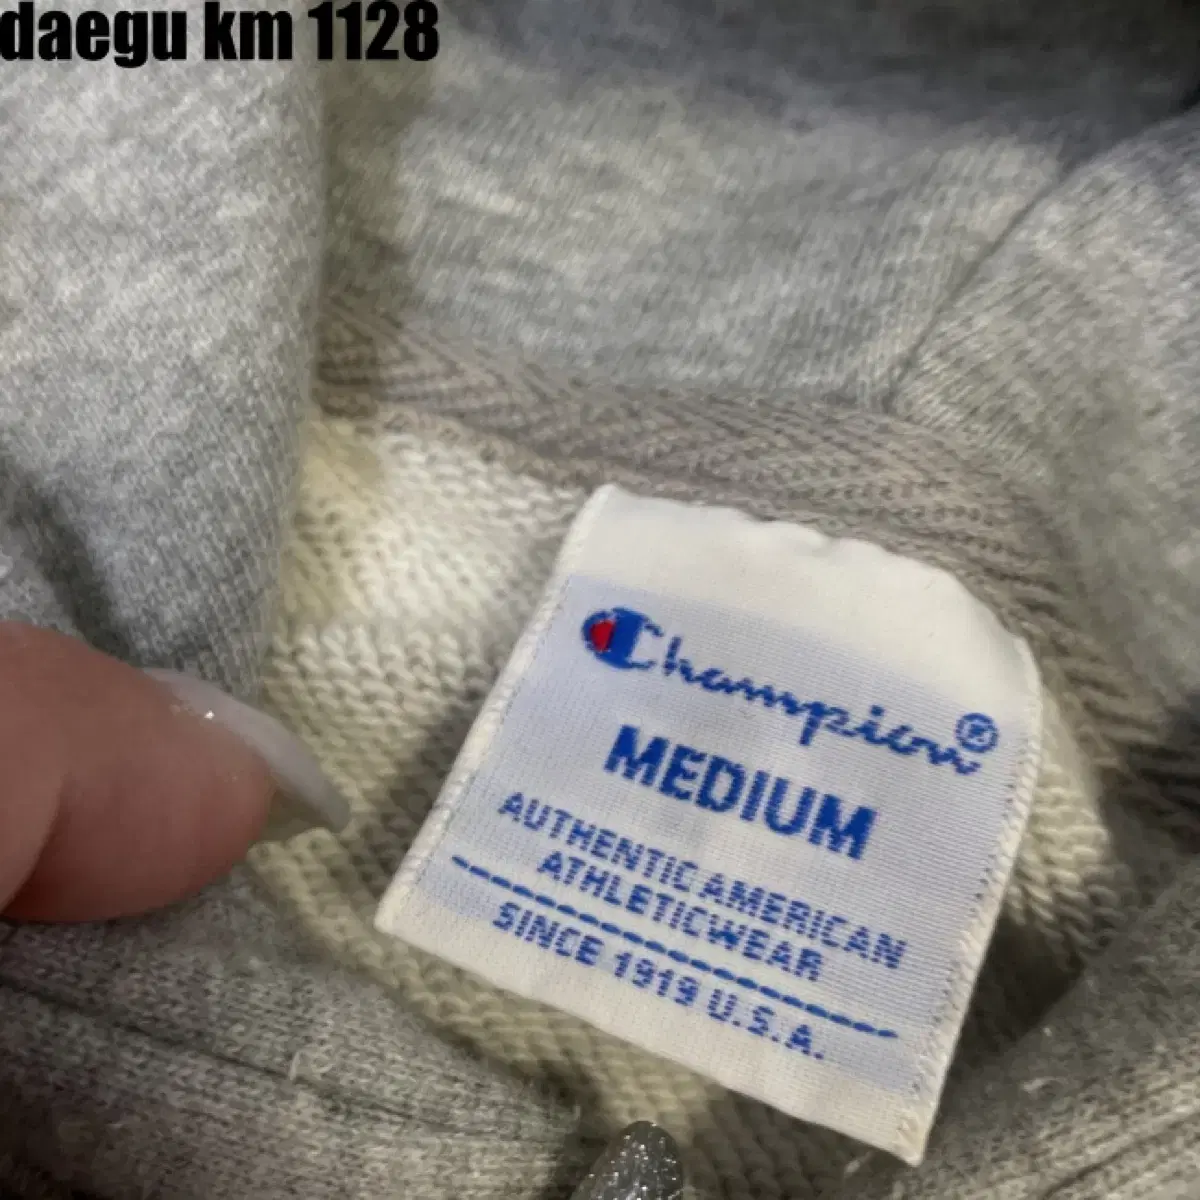 daegu km 1128
Champion®
MEDIUM
AUTHENTIC AMERICAN
ATHLETICWEAR
SINCE 1919 U.S.A.